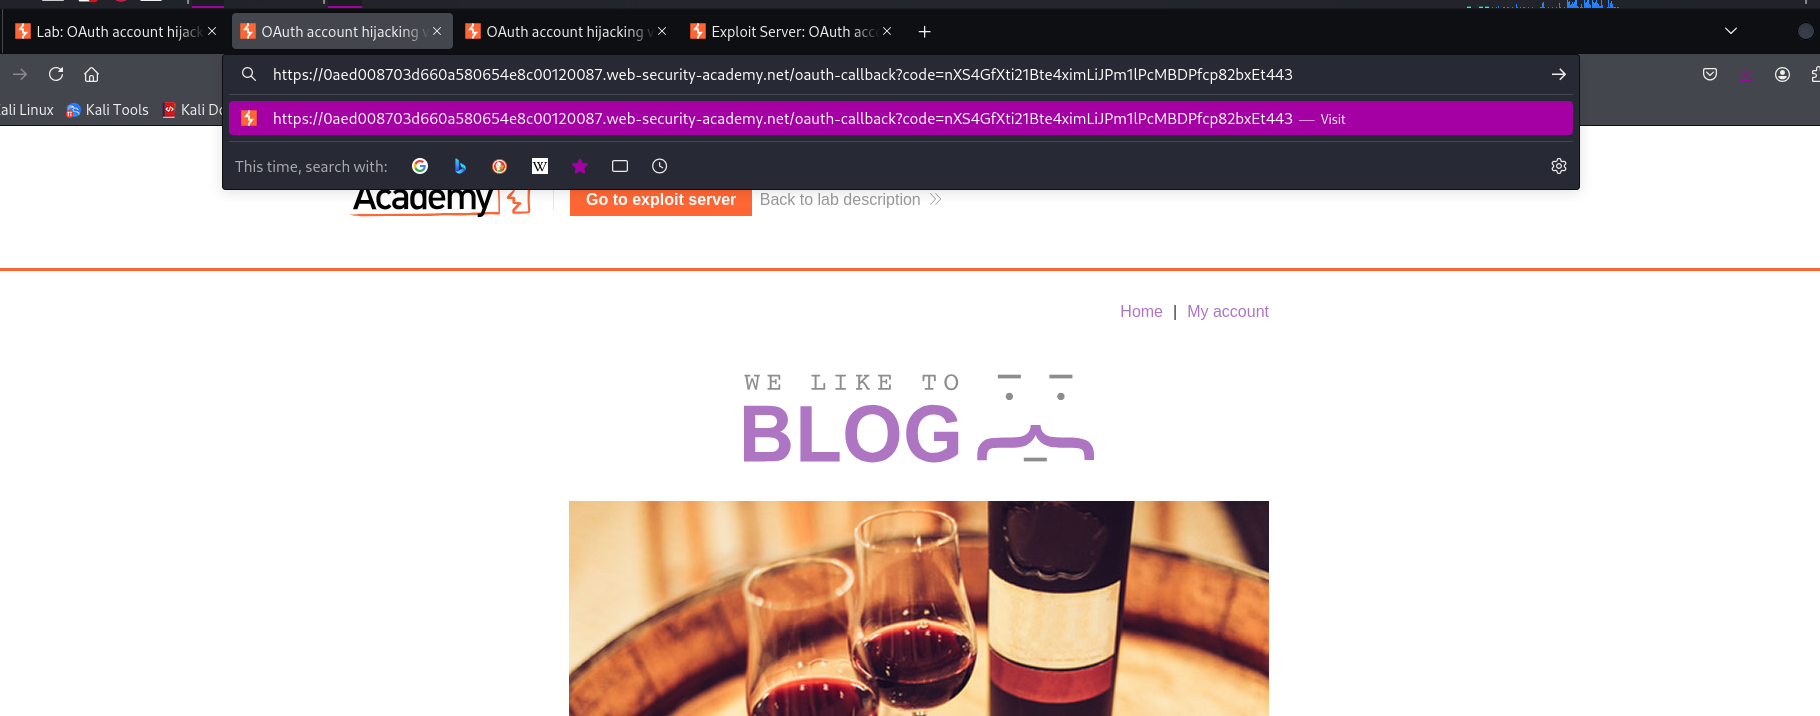 Lab: OAuth account hijack
OAuth account hijacking v
OAuth account hijacking v
Exploit Server: OAuth acc
https://0aed008703d660a580654e8c00120087.web-security-academy.net/oauth-callback?code=nXS4GfXti21Bte4ximLiJPm1lPcMBDPfcp82bxEt443
ali Linux
Kali Tools
Kali Do
https://0aed008703d660a580654e8c00120087.web-security-academy.net/oauth-callback?code=nXS4GfXti21Bte4ximLiJPm1lPcMBDPfcp82bxEt443 — Visit
This time, search with:
Academy
Go to exploit server
Back to lab description
Home | My account
WE LIKE TO
BLOG